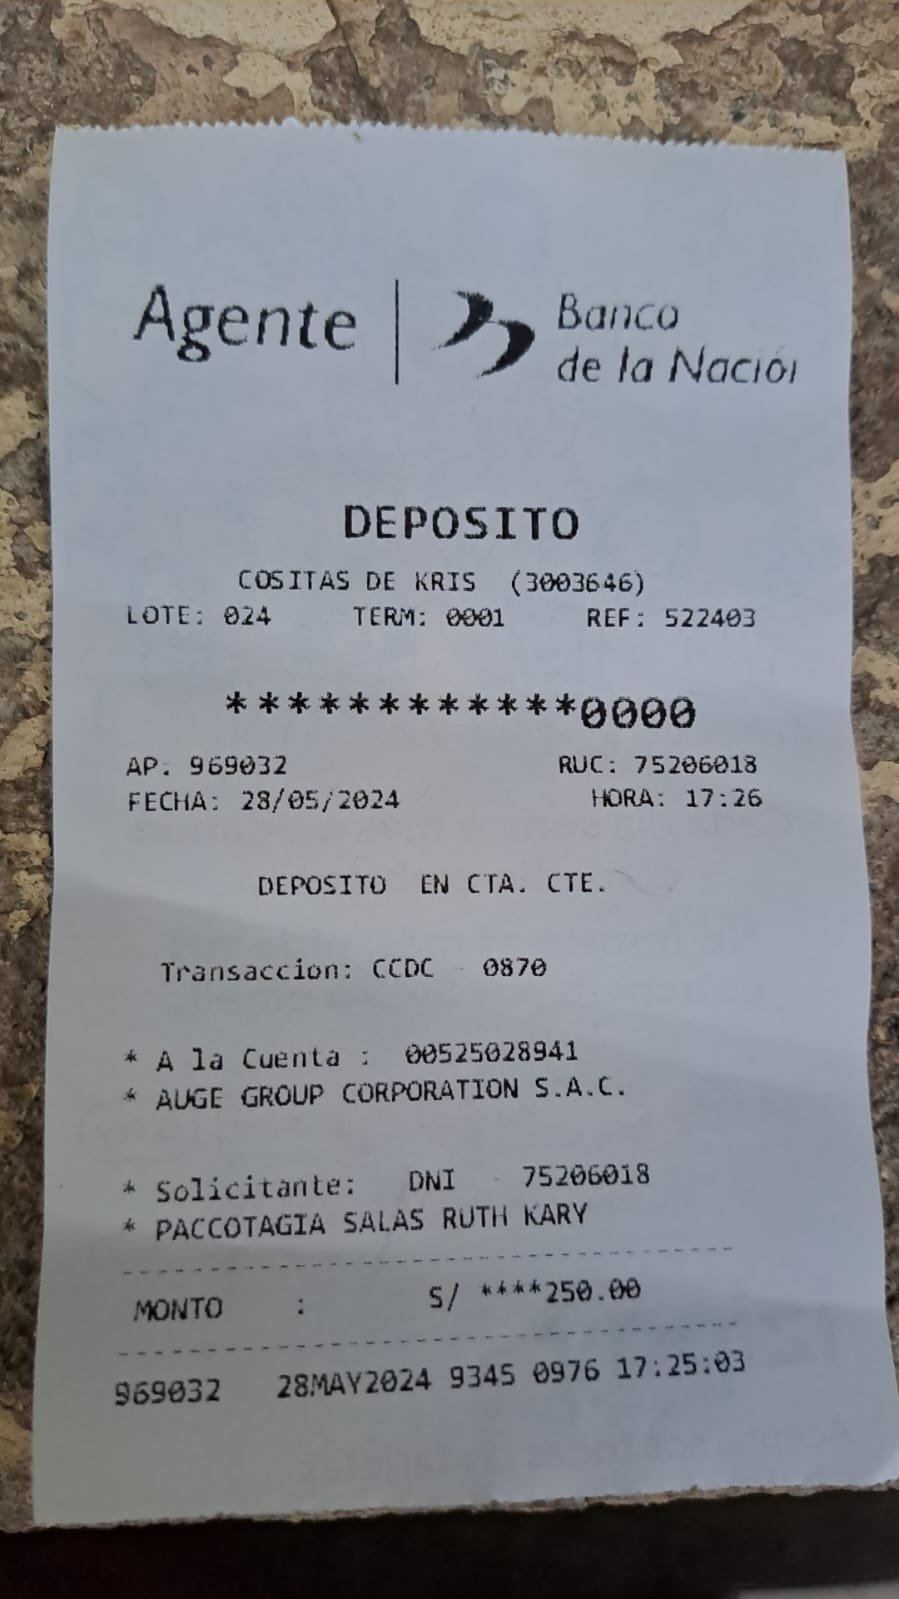 Agente | Banco
de la Nación
DEPOSITO
COSITAS DE KRIS (3003646)
LOTE: 024 TERM: 0001 REF: 522403
************0000
AP: 969032 RUC: 75206018
FECHA: 28/05/2024 HORA: 17:26
DEPOSITO EN CTA. CTE.
Transaccion: CCDC - 0870
* A la Cuenta : 00525028941
* AUGE GROUP CORPORATION S.A.C.
* Solicitante: DNI - 75206018
* PACCOTAGIA SALAS RUTH KARY
MONTO : S/ ****250.00
969032 28MAY2024 9345 0976 17:25:03